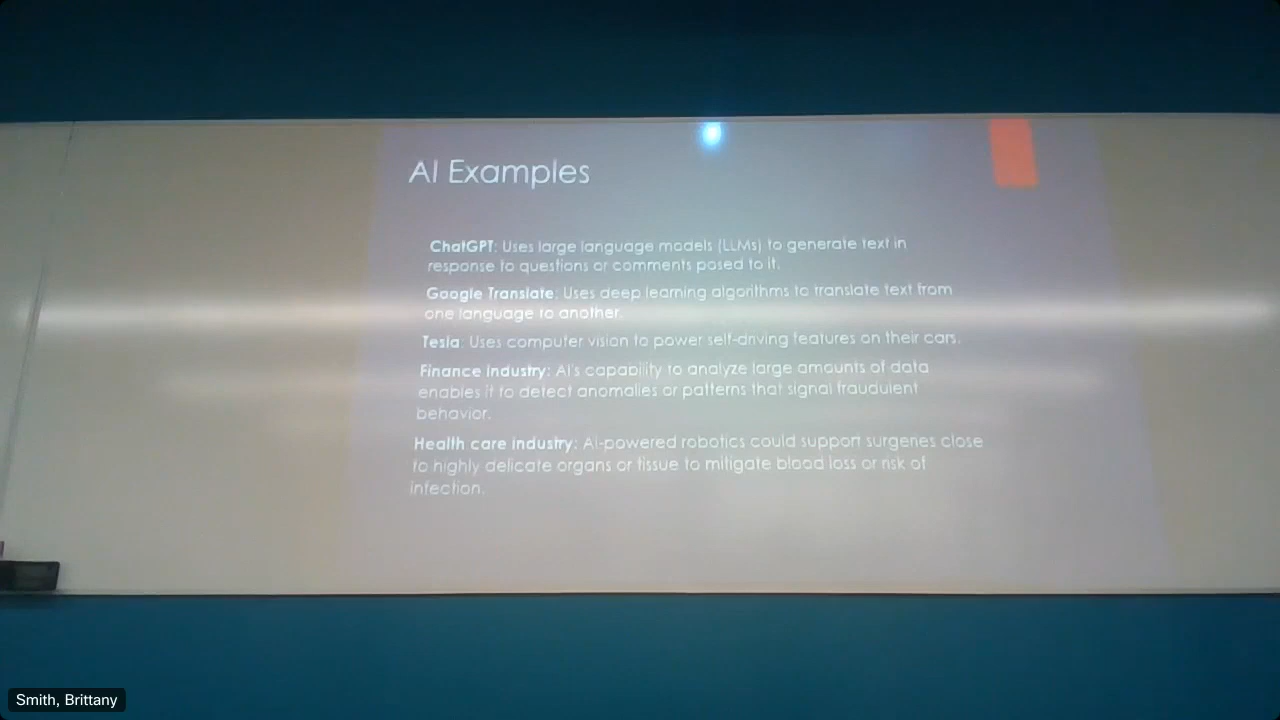 AI Examples
ChatGPT: Uses large language models (LLMs) to generate text in
response to questions or comments posed to it.
Google Translate: Uses deep learning algorithms to translate text from
one language to another.
Tesla: Uses computer vision to power self-driving features on their cars.
Finance industry: AI's capability to analyze large amounts of data
enables it to detect anomalies or patterns that signal fraudulent
behavior.
Health care industry: AI-powered robotics could support surgeries close
to highly delicate organs or tissue to mitigate blood loss or risk of
infection.
Smith, Brittany